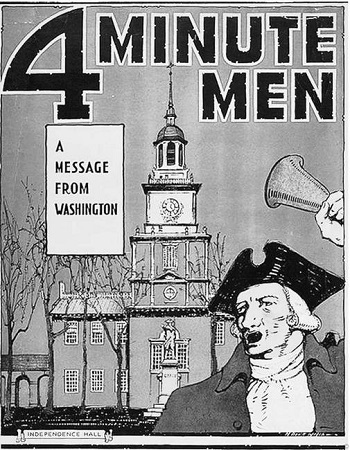 4 MINUTE
MEN
A
MESSAGE
FROM
WASHINGTON
INDEPENDENCE HALL